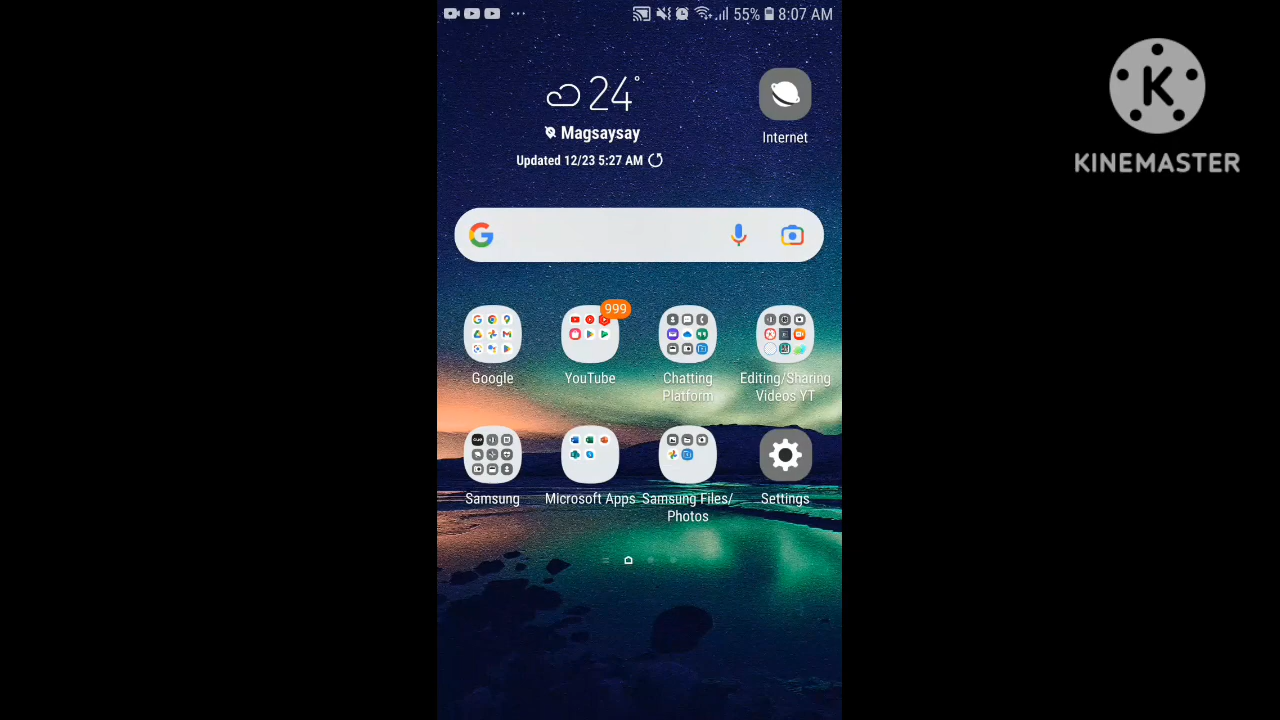 55% 8:07 AM
24°
Magsaysay
Updated 12/23 5:27 AM
Internet
KINEMASTER
999
Google
YouTube
Chatting
Platform
Editing/Sharing
Videos YT
Samsung
Microsoft Apps
Samsung Files/
Photos
Settings